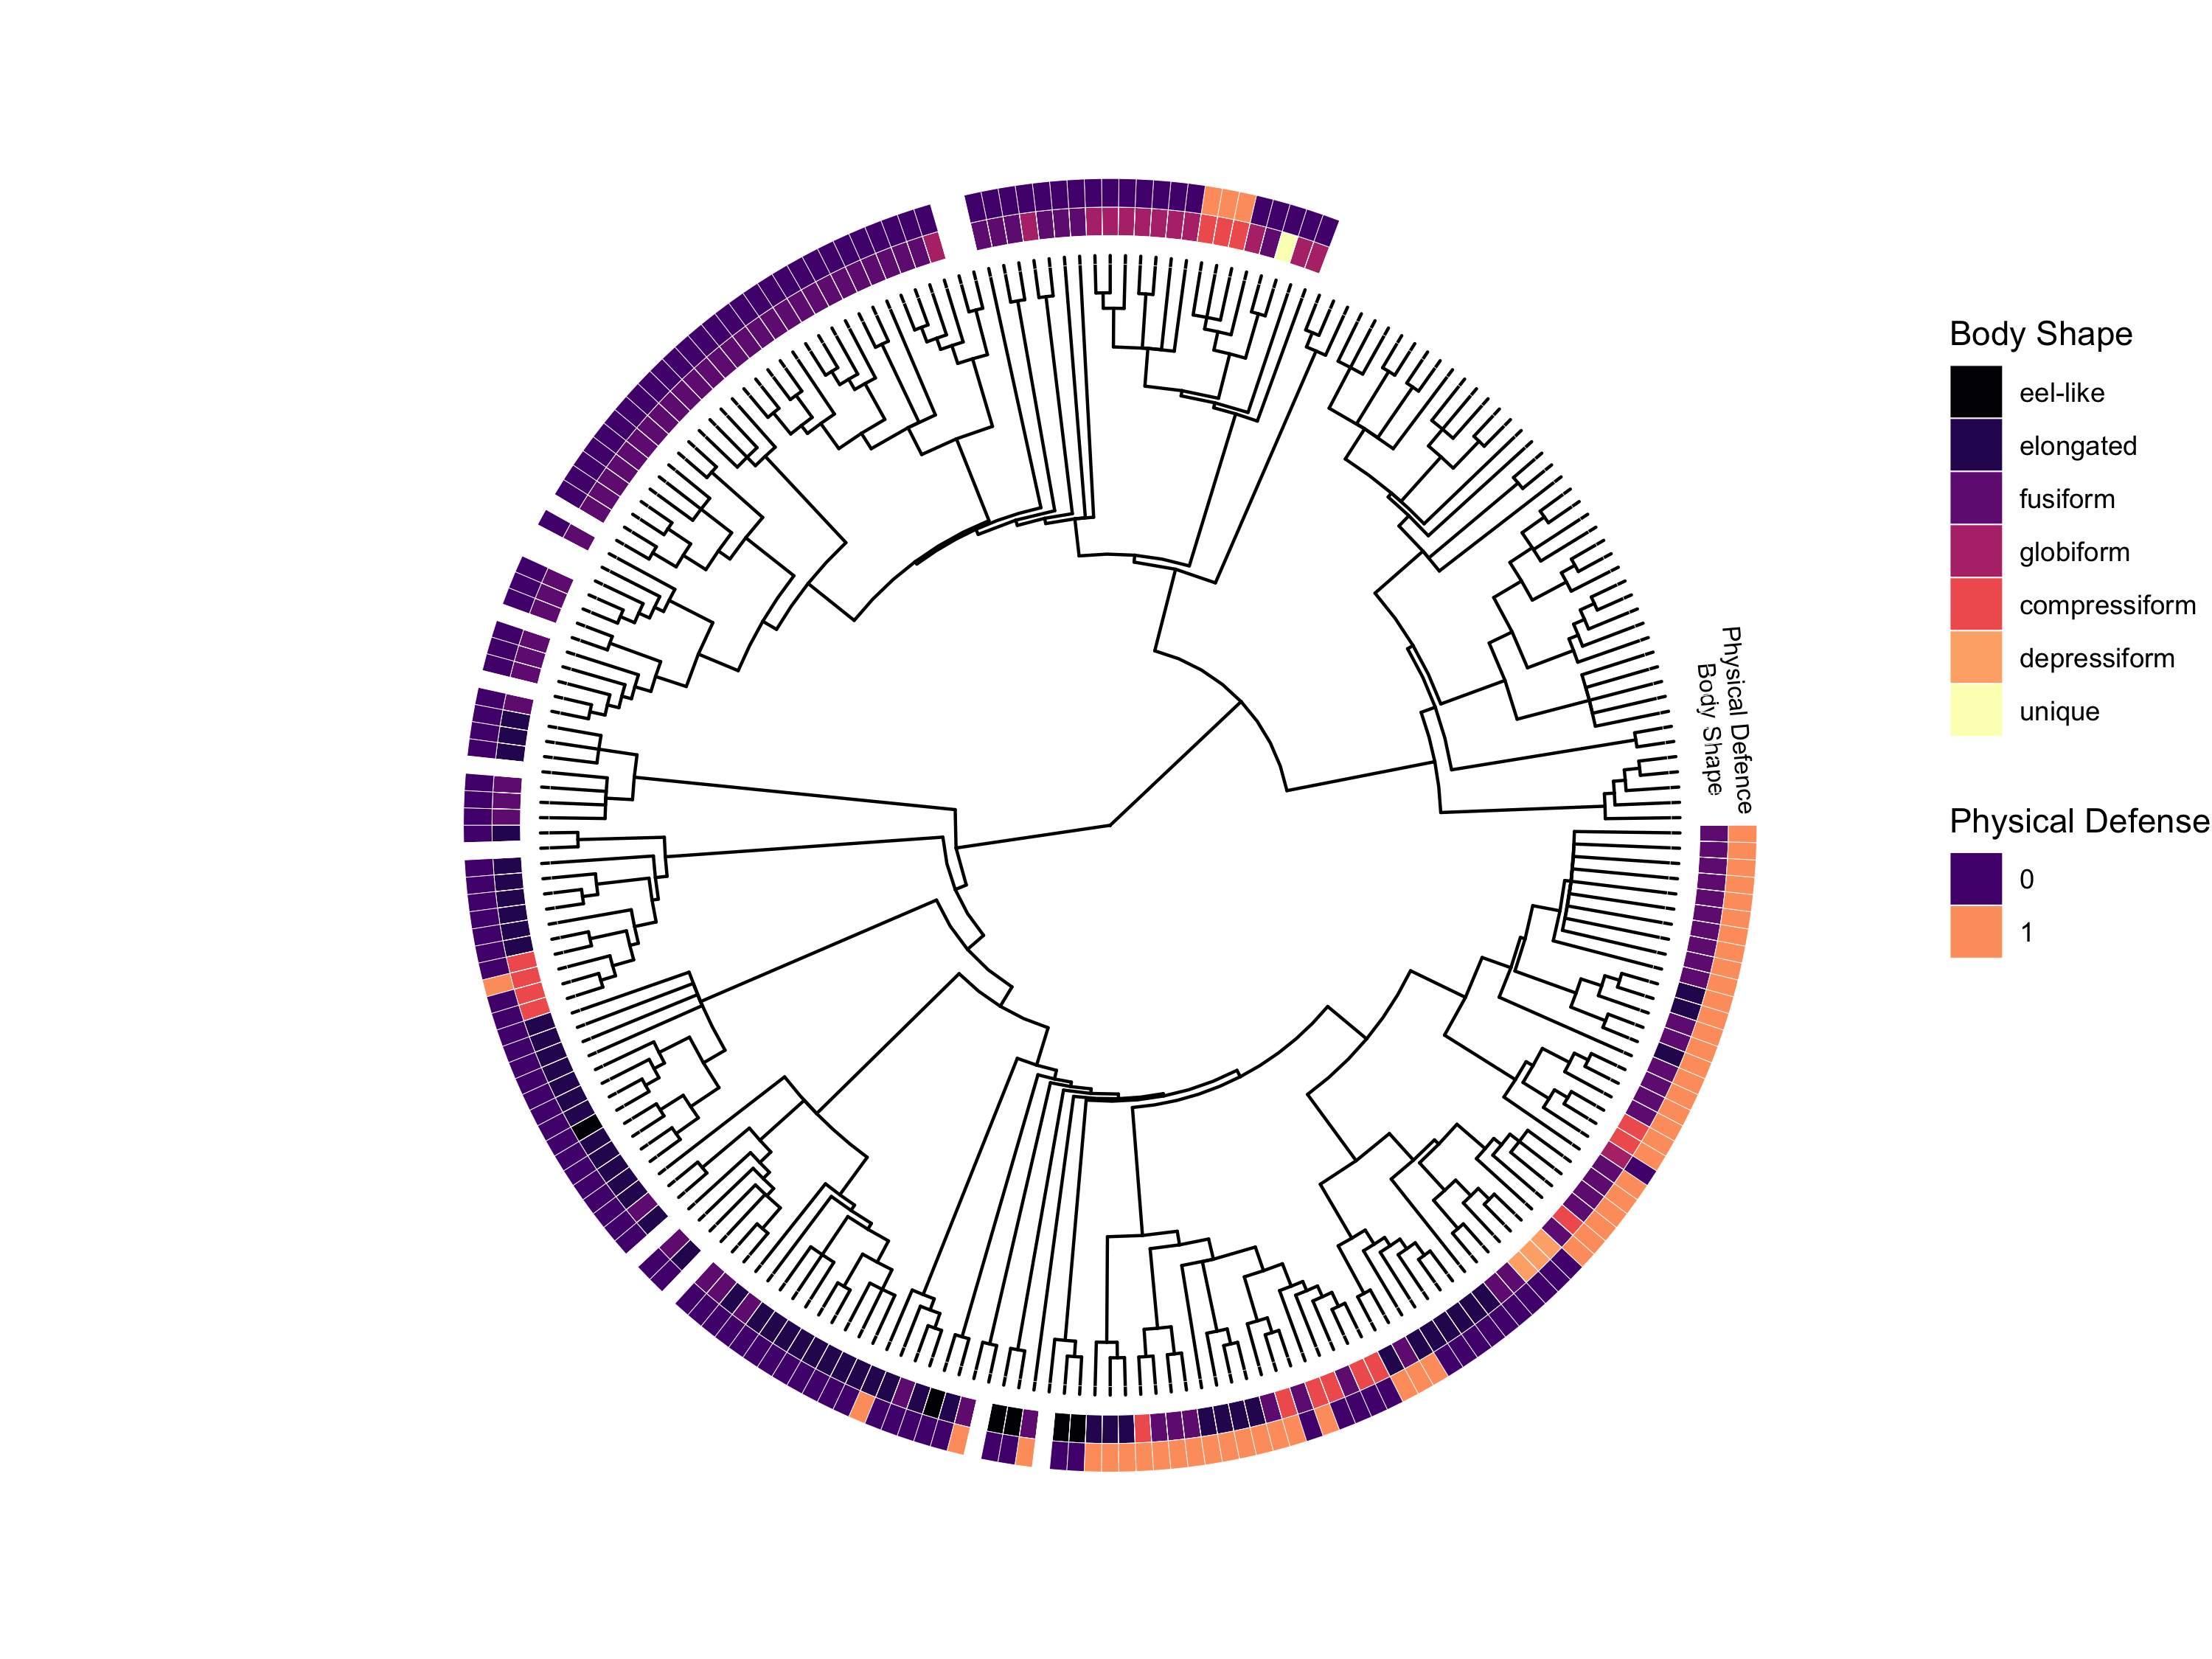 Physical Defence
Body Shape
Body Shape
eel-like
elongated
fusiform
globiform
compressiform
depressiform
unique
Physical Defense
0
1